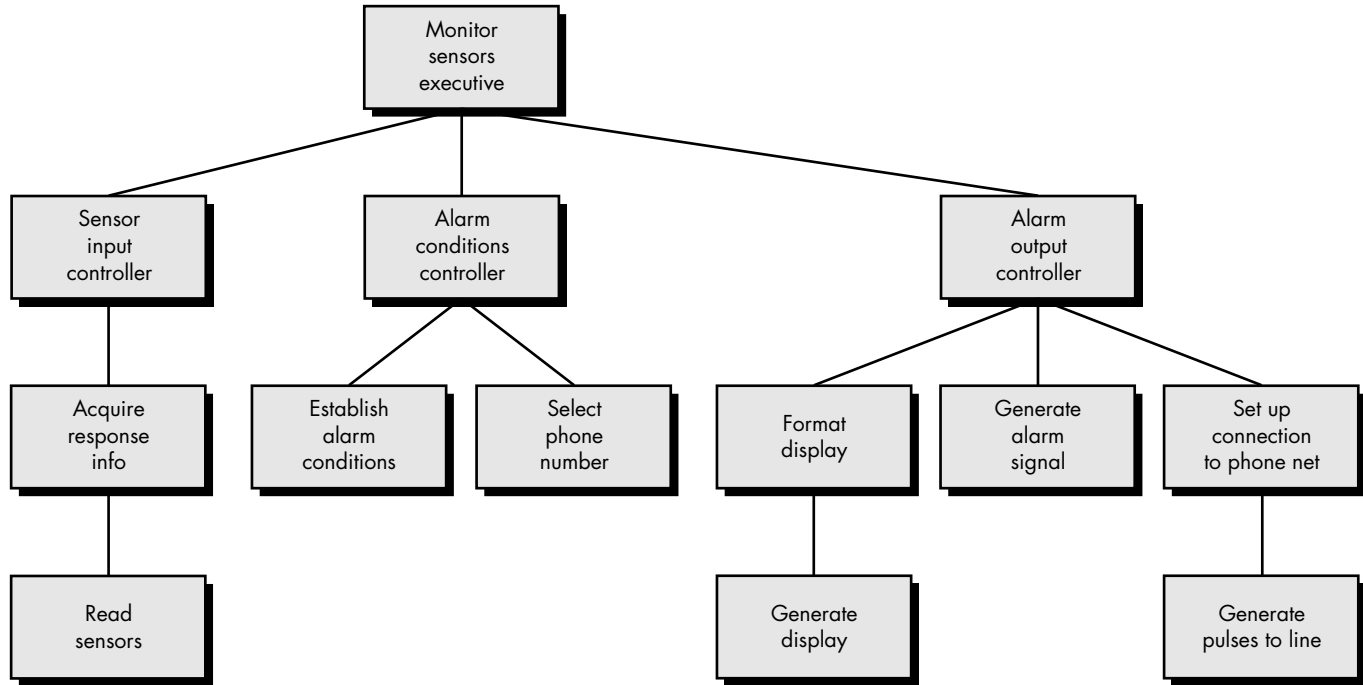 Monitor
sensors
executive
Sensor
input
controller
Alarm
conditions
controller
Alarm
output
controller
Acquire
response
info
Establish
alarm
conditions
Select
phone
number
Format
display
Generate
alarm
signal
Set up
connection
to phone net
Read
sensors
Generate
display
Generate
pulses to line